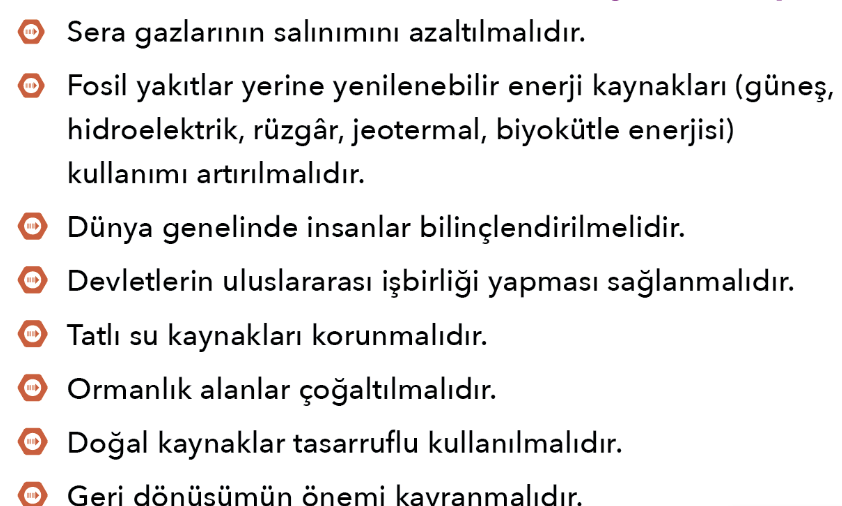 Sera gazlarının salınımını azaltılmalıdır.
Fosil yakıtlar yerine yenilenebilir enerji kaynakları (güneş,
hidroelektrik, rüzgâr, jeotermal, biyokütle enerjisi)
kullanımı artırılmalıdır.
Dünya genelinde insanlar bilinçlendirilmelidir.
Devletlerin uluslararası işbirliği yapması sağlanmalıdır.
Tatlı su kaynakları korunmalıdır.
Ormanlık alanlar çoğaltılmalıdır.
Doğal kaynaklar tasarruflu kullanılmalıdır.
Geri dönüşümün önemi kavranmalıdır.